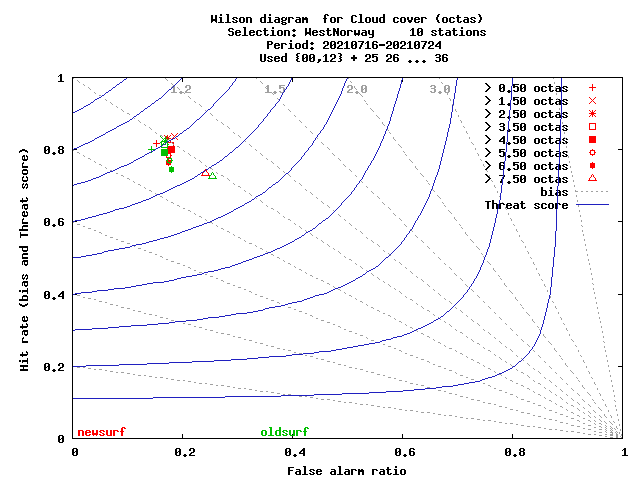 Wilson diagram  for Cloud cover (octas)
Selection: WestNorway    10 stations
Period: 20210716-20210724
Used {00,12} + 25 26 ... 36
1
0.8
0.6
0.4
0.2
0
1.2
1.5
2.0
3.0
> 0.50 octas
> 1.50 octas
> 2.50 octas
> 3.50 octas
> 4.50 octas
> 5.50 octas
> 6.50 octas
> 7.50 octas
bias
Threat score
Hit rate (bias and Threat score)
newsurf
oldsurf
0
0.2
0.4
0.6
0.8
1
False alarm ratio